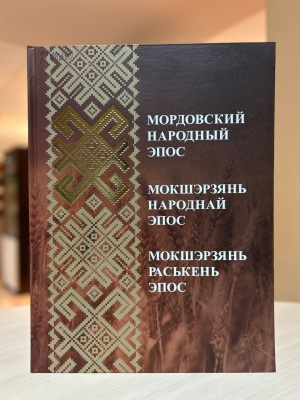 МОРДОВСКИЙ
НАРОДНЫЙ
ЭПОС
МОКШЭРЗЯНЬ
НАРОДНАЙ
ЭПОС
МОКШЭРЗЯНЬ
РАСЬКЕНЬ
ЭПОС